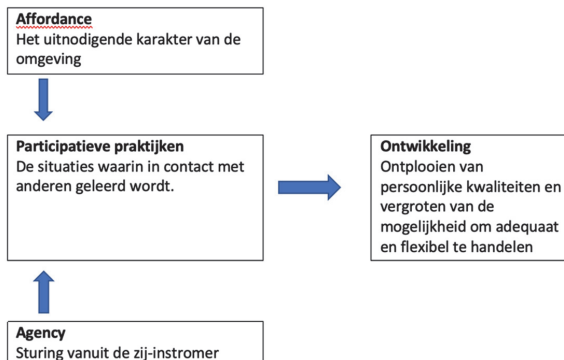 Affordance
Het uitnodigende karakter van de
omgeving
Participatieve praktijken
De situaties waarin in contact met
anderen geleerd wordt.
Ontwikkeling
Ontplooien van
persoonlijke kwaliteiten en
vergroten van de
mogelijkheid om adequaat
en flexibel te handelen
Agency
Sturing vanuit de zij-instromer